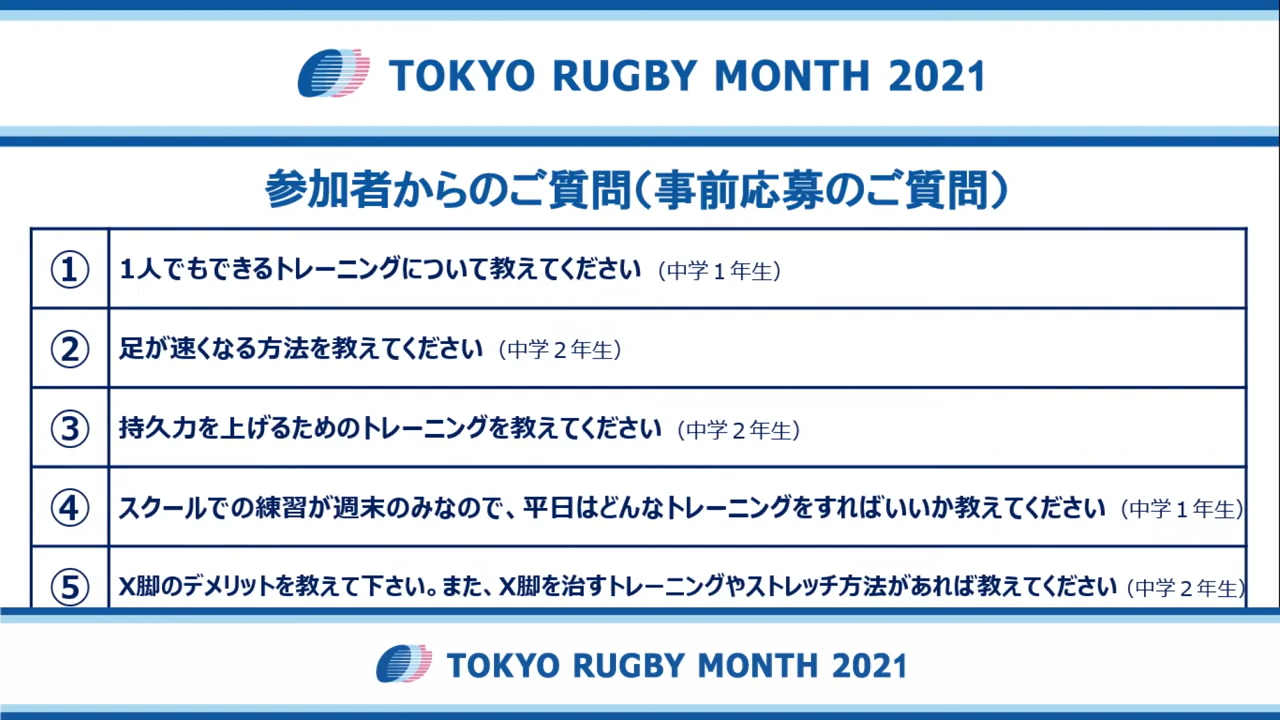 TOKYO RUGBY MONTH 2021
参加者からのご質問（事前応募のご質問）
① 1人でもできるトレーニングについて教えてください （中学１年生）
② 足が速くなる方法を教えてください （中学２年生）
③ 持久力を上げるためのトレーニングを教えてください （中学２年生）
④ スクールでの練習が週末のみなので、平日はどんなトレーニングをすればいいか教えてください （中学１年生）
⑤ X脚のデメリットを教えて下さい。また、X脚を治すトレーニングやストレッチ方法があれば教えてください （中学２年生）
TOKYO RUGBY MONTH 2021